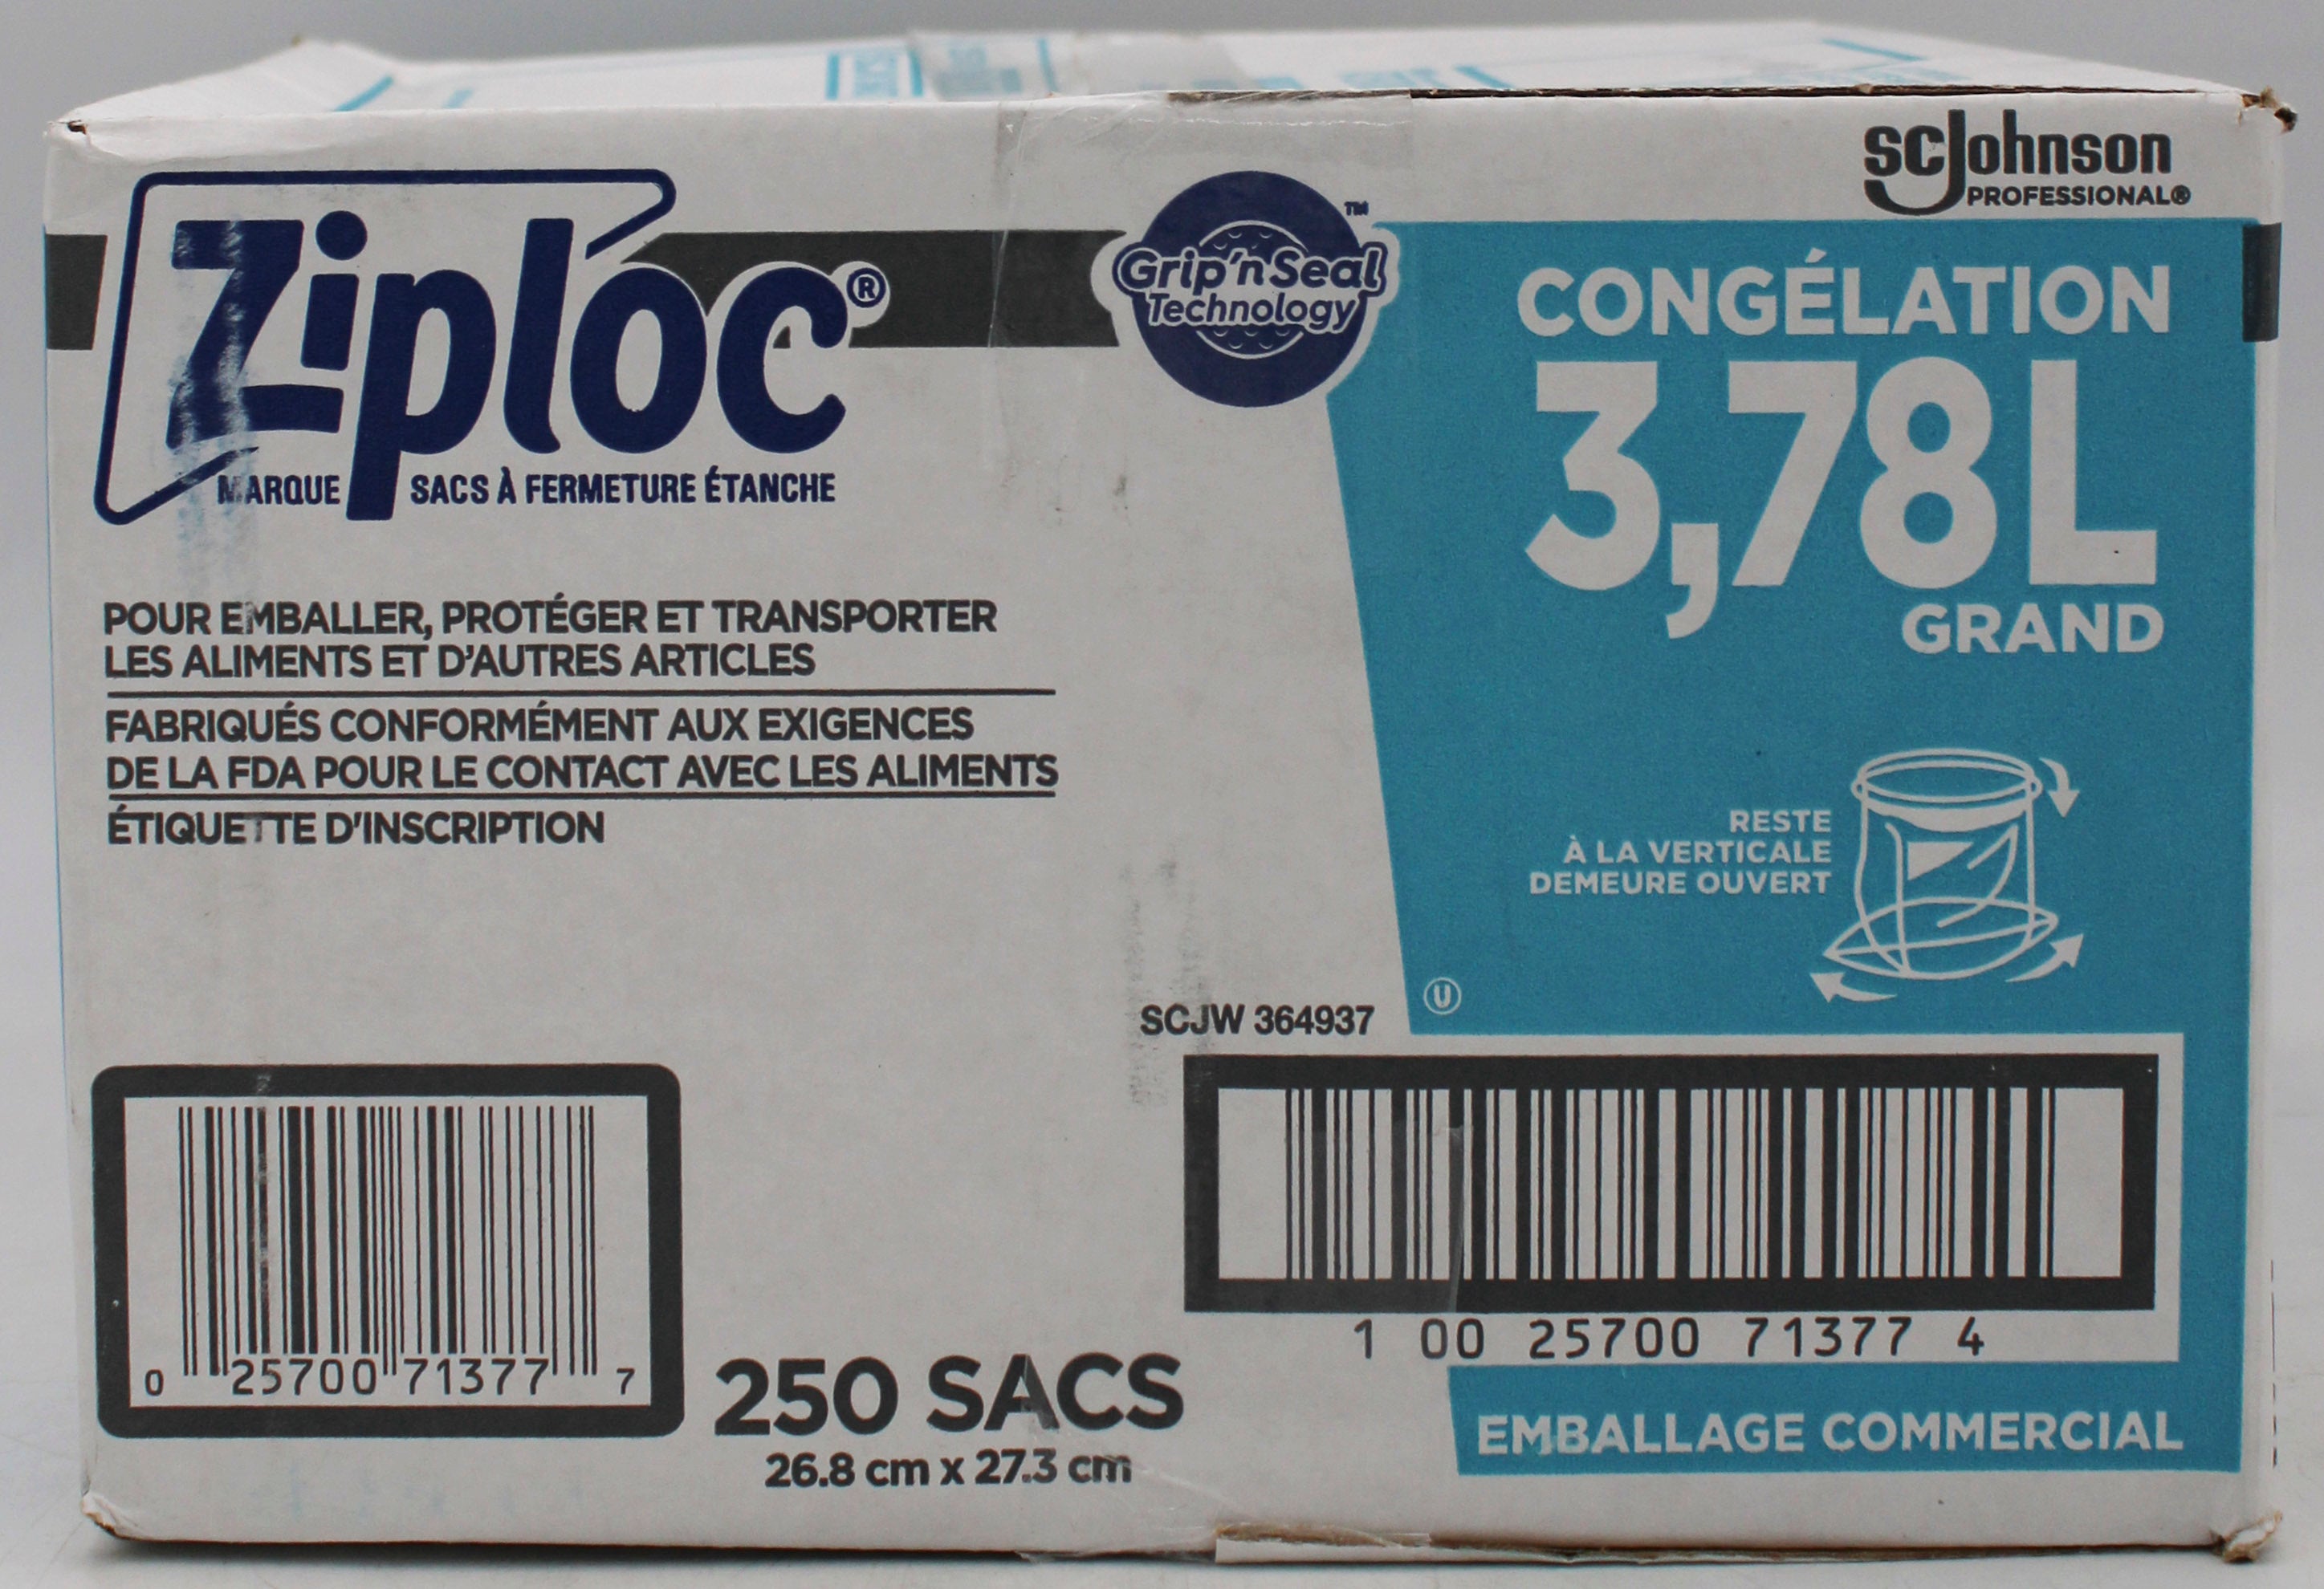 scjohnson
PROFESSIONAL®
Ziploc®
MARQUE SACS À FERMETURE ÉTANCHE
Grip'n Seal™
Technology
CONGÉLATION
3,78L
GRAND
POUR EMBALLER, PROTÉGER ET TRANSPORTER
LES ALIMENTS ET D'AUTRES ARTICLES
FABRIQUÉS CONFORMÉMENT AUX EXIGENCES
DE LA FDA POUR LE CONTACT AVEC LES ALIMENTS
ÉTIQUETTE D'INSCRIPTION
RESTE
À LA VERTICALE
DEMEURE OUVERT
U
SCJW 364937
0 25700 71377 7
250 SACS
26.8 cm x 27.3 cm
1 00 25700 71377 4
EMBALLAGE COMMERCIAL